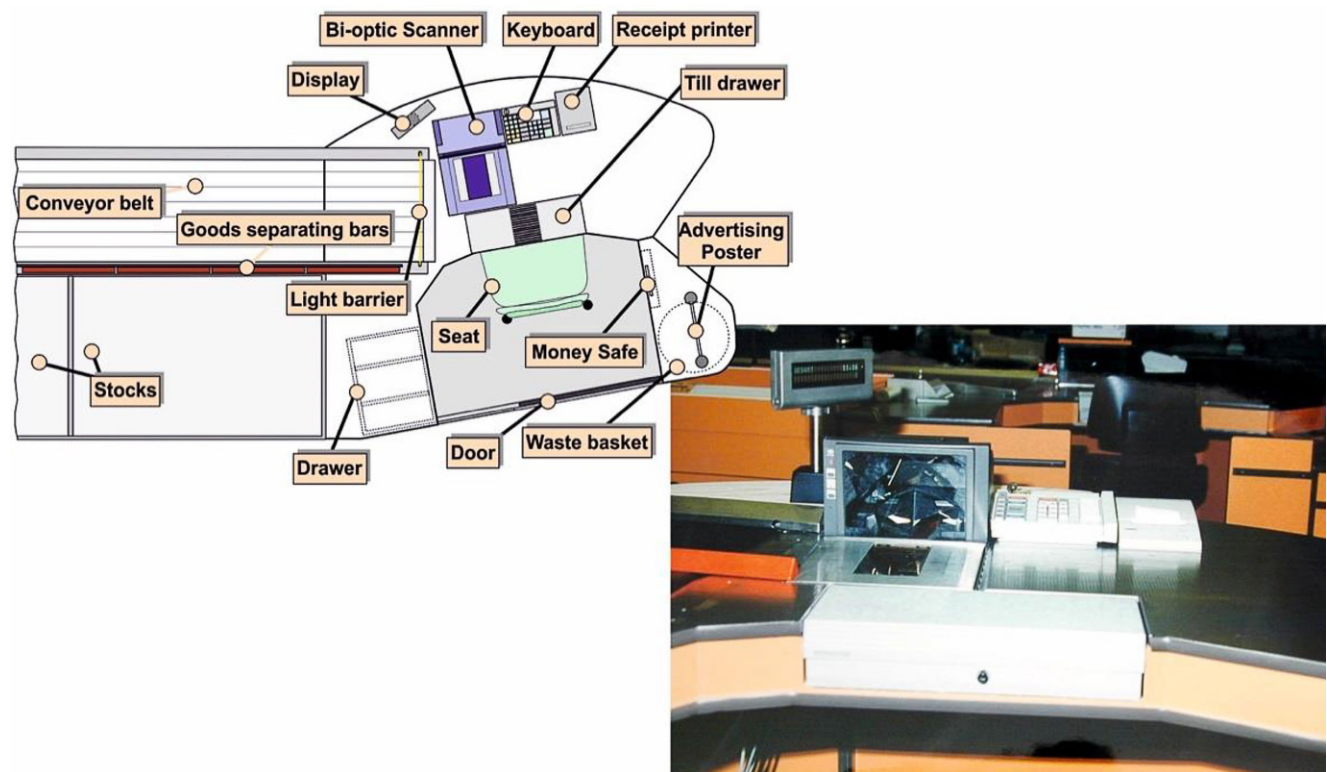 Bi-optic Scanner
Keyboard
Receipt printer
Display
Till drawer
Conveyor belt
Goods separating bars
Advertising
Poster
Light barrier
Seat
Money Safe
Stocks
Drawer
Door
Waste basket